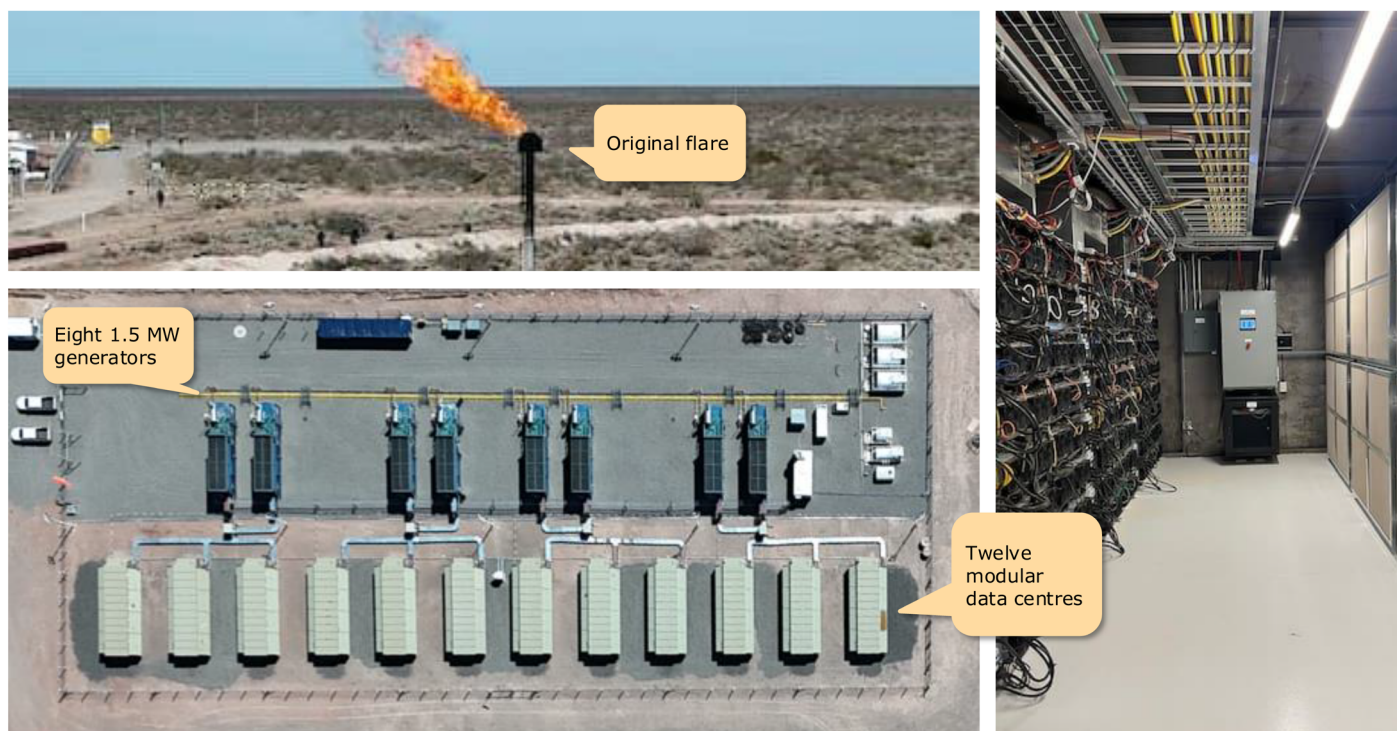 Original flare
Eight 1.5 MW
generators
Twelve
modular
data centres